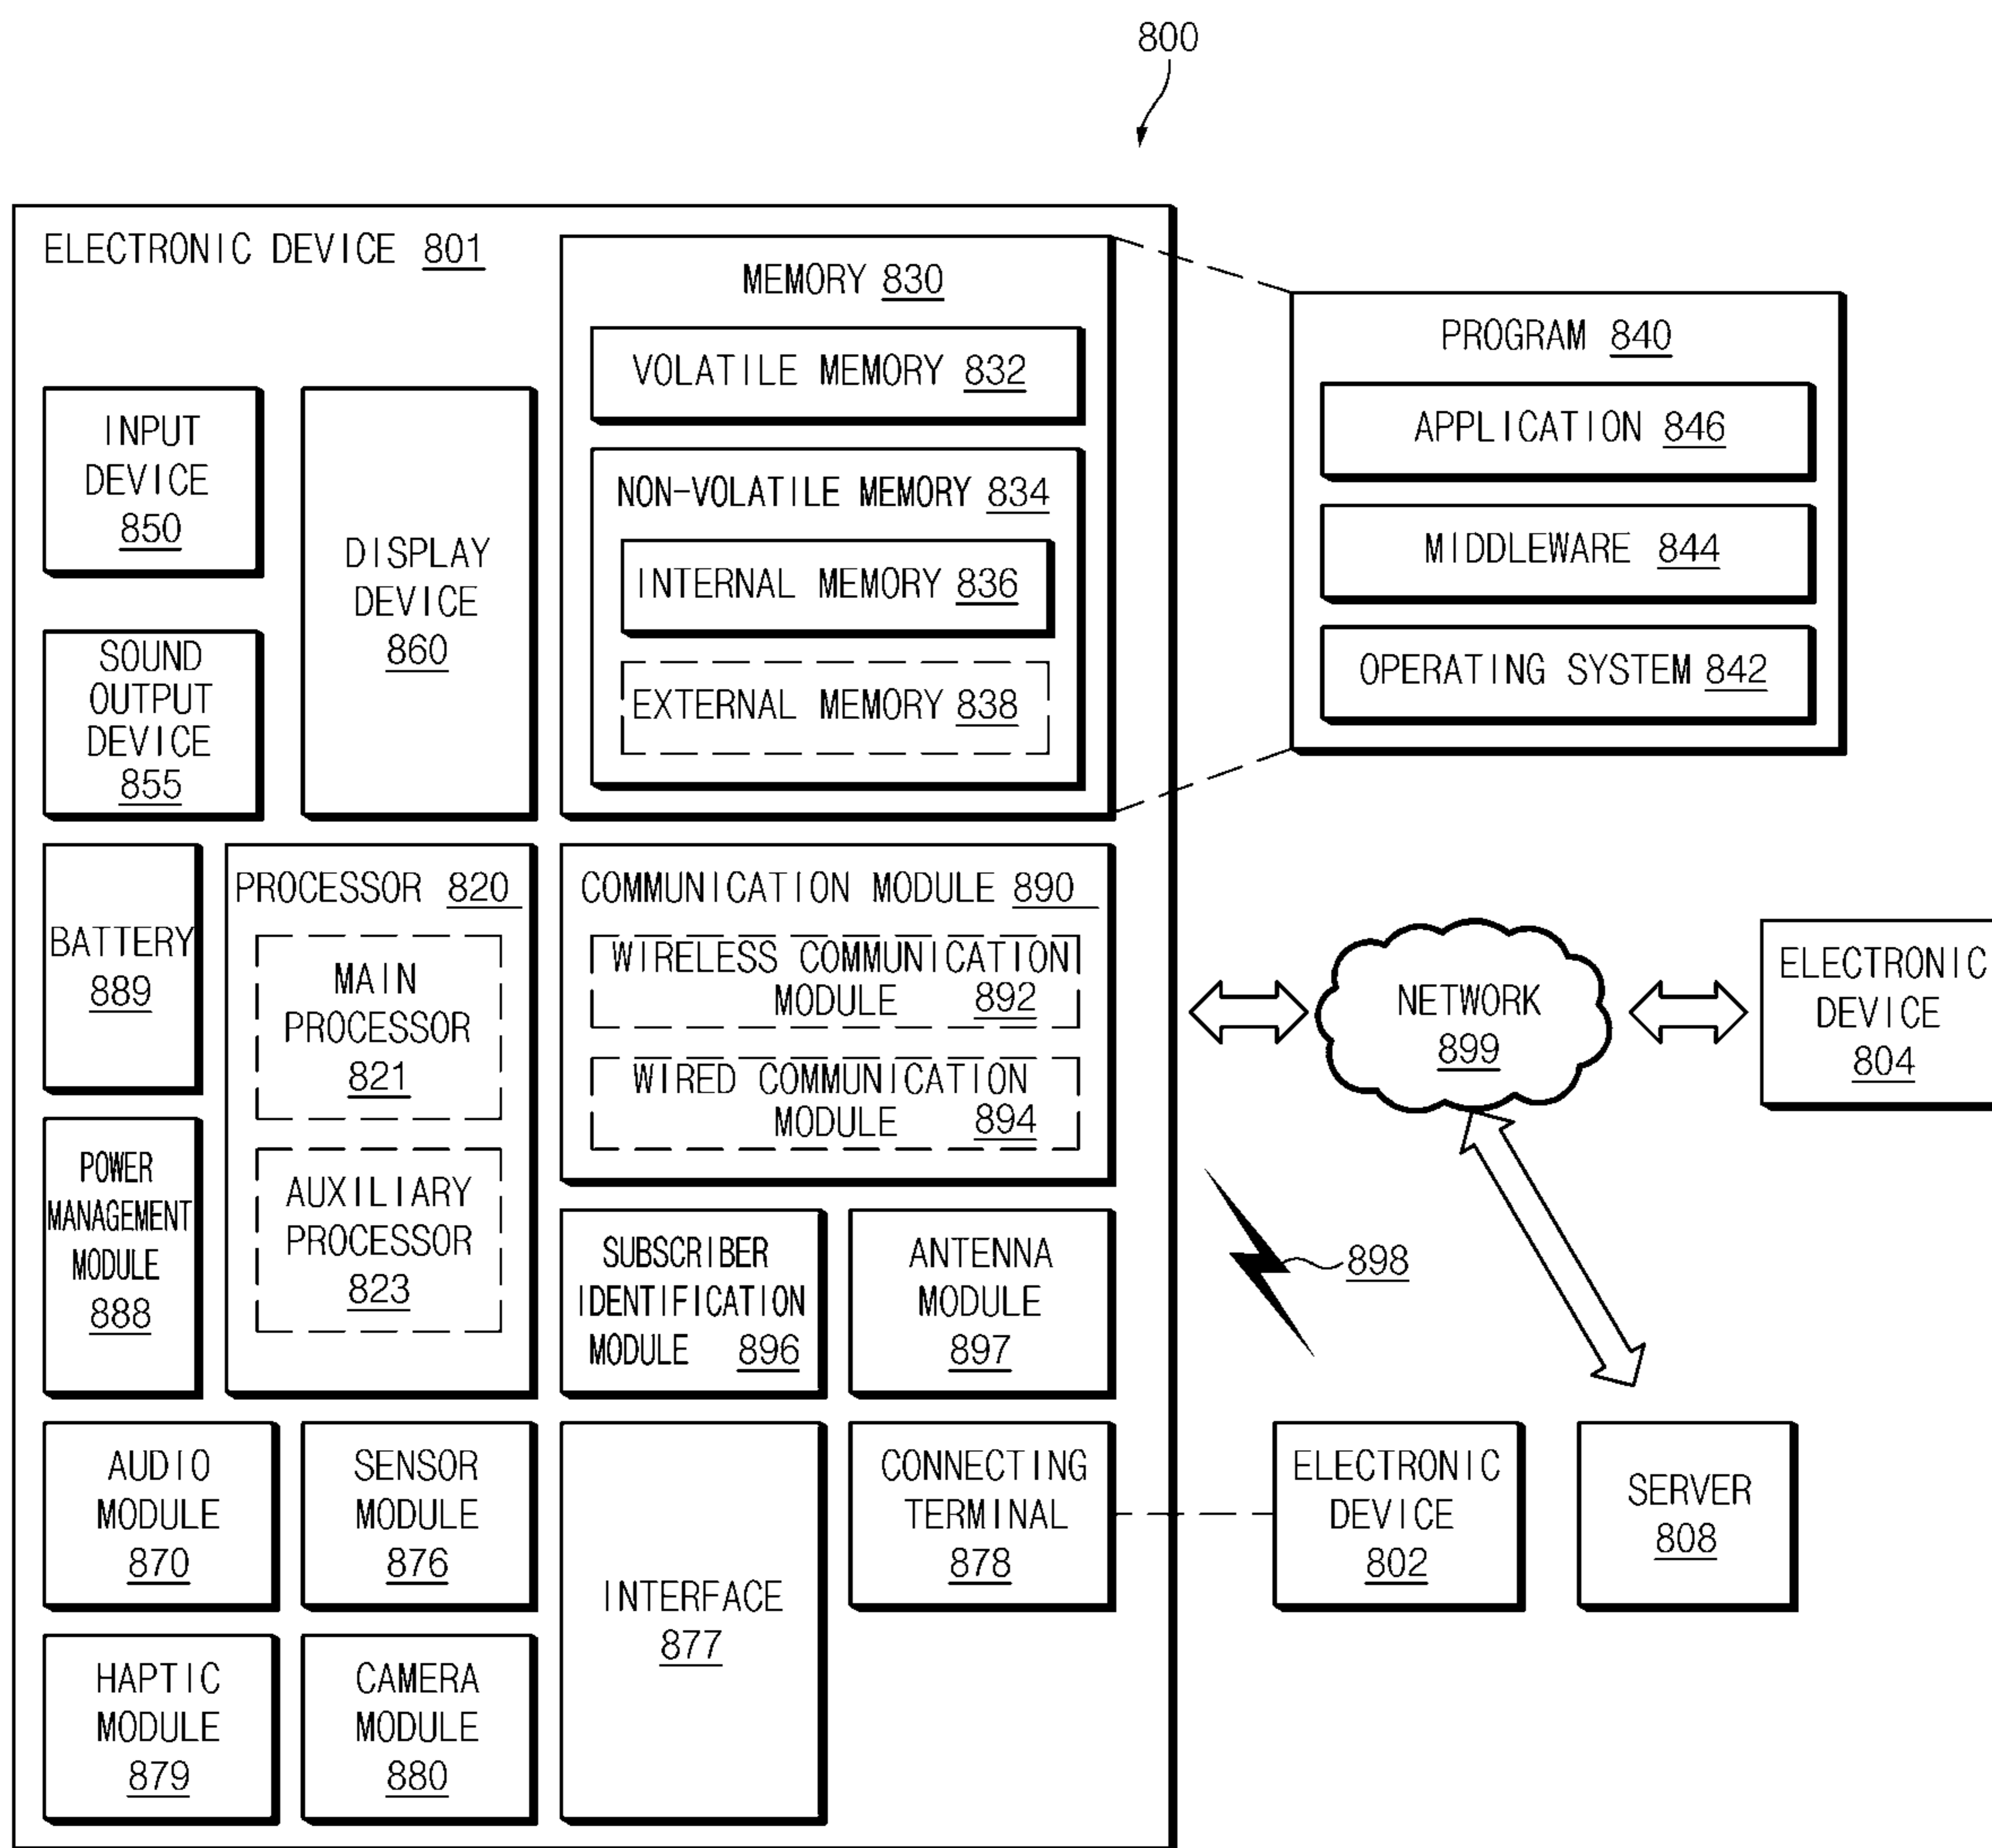 800
ELECTRONIC DEVICE 801
MEMORY 830
VOLATILE MEMORY 832
NON-VOLATILE MEMORY 834
INTERNAL MEMORY 836
EXTERNAL MEMORY 838
PROGRAM 840
APPLICATION 846
MIDDLEWARE 844
OPERATING SYSTEM 842
INPUT
DEVICE
850
DISPLAY
DEVICE
860
SOUND
OUTPUT
DEVICE
855
BATTERY
889
PROCESSOR 820
MAIN
PROCESSOR
821
AUXILIARY
PROCESSOR
823
COMMUNICATION MODULE 890
WIRELESS COMMUNICATION
MODULE 892
WIRED COMMUNICATION
MODULE 894
NETWORK
899
ELECTRONIC
DEVICE
804
POWER
MANAGEMENT
MODULE
888
SUBSCRIBER
IDENTIFICATION
MODULE 896
ANTENNA
MODULE
897
898
AUDIO
MODULE
870
SENSOR
MODULE
876
INTERFACE
877
CONNECTING
TERMINAL
878
ELECTRONIC
DEVICE
802
SERVER
808
HAPTIC
MODULE
879
CAMERA
MODULE
880